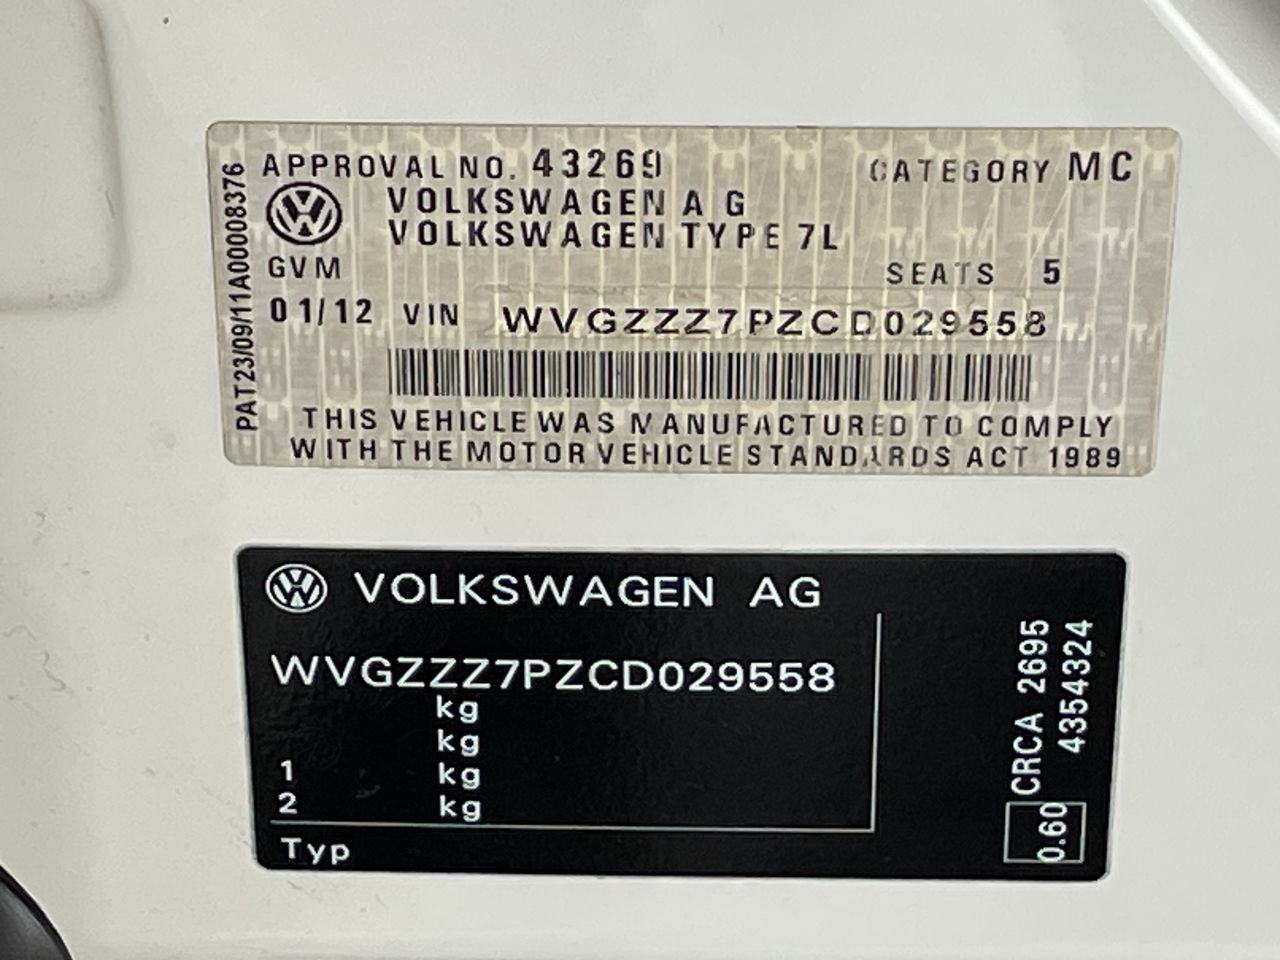 APPROVAL NO. 43269 CATEGORY MC
VOLKSWAGEN A G
VOLKSWAGEN TYPE 7L
GVM SEATS 5
01/12 VIN WVGZZZ7PZCD029558
THIS VEHICLE WAS MANUFACTURED TO COMPLY
WITH THE MOTOR VEHICLE STANDARDS ACT 1989
PAT23/09/11A00008376
VOLKSWAGEN AG
WVGZZZ7PZCD029558
kg
kg
1 kg
2 kg
Typ
CRCA 2695
4354324
0.60